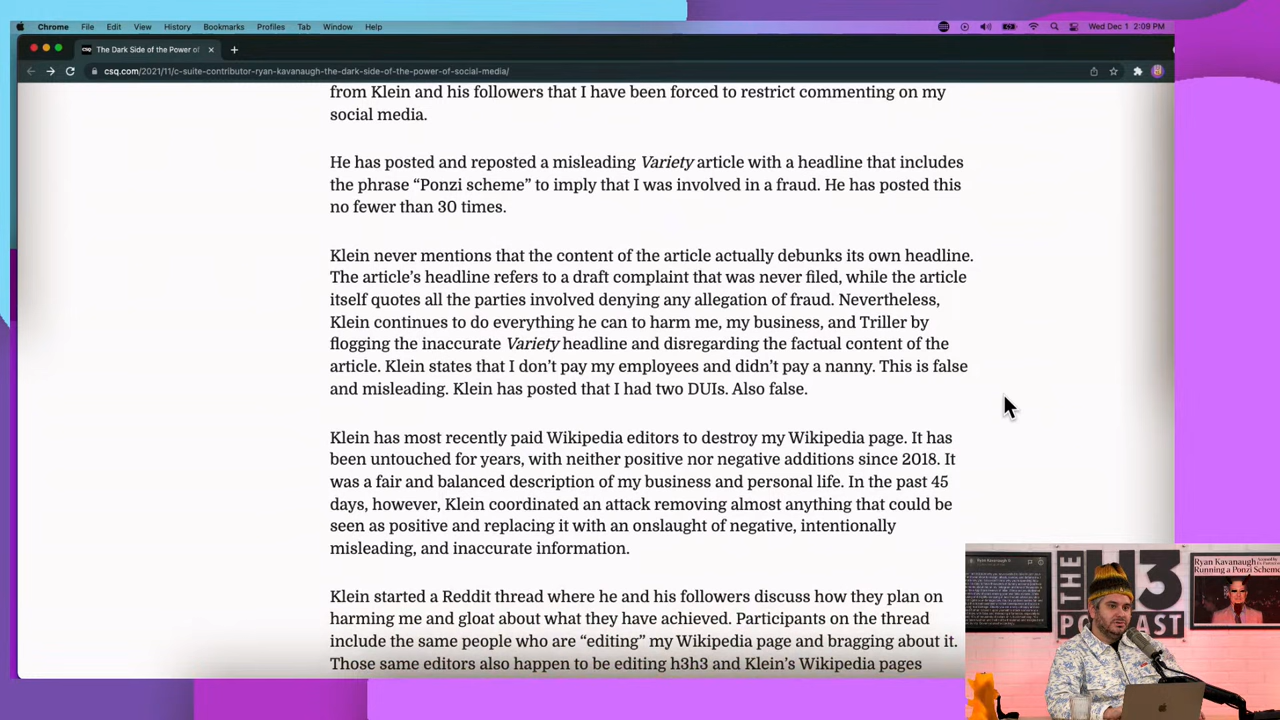 Chrome File Edit View History Bookmarks Profiles Tab Window Help
Wed Dec 1 2:09 PM
CSQ The Dark Side of the Power of
csq.com/2021/11/c-suite-contributor-ryan-kavanaugh-the-dark-side-of-the-power-of-social-media/
from Klein and his followers that I have been forced to restrict commenting on my
social media.
He has posted and reposted a misleading Variety article with a headline that includes
the phrase “Ponzi scheme” to imply that I was involved in a fraud. He has posted this
no fewer than 30 times.
Klein never mentions that the content of the article actually debunks its own headline.
The article’s headline refers to a draft complaint that was never filed, while the article
itself quotes all the parties involved denying any allegation of fraud. Nevertheless,
Klein continues to do everything he can to harm me, my business, and Triller by
flogging the inaccurate Variety headline and disregarding the factual content of the
article. Klein states that I don’t pay my employees and didn’t pay a nanny. This is false
and misleading. Klein has posted that I had two DUIs. Also false.
Klein has most recently paid Wikipedia editors to destroy my Wikipedia page. It has
been untouched for years, with neither positive nor negative additions since 2018. It
was a fair and balanced description of my business and personal life. In the past 45
days, however, Klein coordinated an attack removing almost anything that could be
seen as positive and replacing it with an onslaught of negative, intentionally
misleading, and inaccurate information.
Klein started a Reddit thread where he and his followers discuss how they plan on
harming me and gloat about what they have achieved. Participants on the thread
include the same people who are “editing” my Wikipedia page and bragging about it.
Those same editors also happen to be editing h3h3 and Klein’s Wikipedia pages
THE H3
PODCAST
Ryan Kavanaugh
Running a Ponzi Scheme